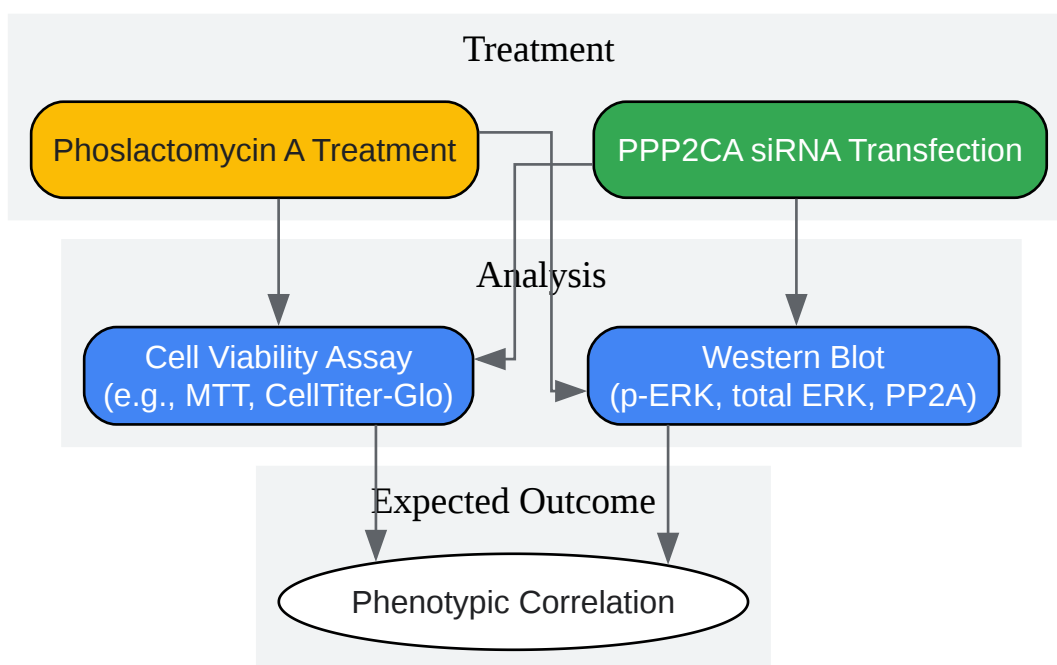 Treatment
Phoslactomycin A Treatment
PPP2CA siRNA Transfection
Analysis
Cell Viability Assay
(e.g., MTT, CellTiter-Glo)
Western Blot
(p-ERK, total ERK, PP2A)
Expected Outcome
Phenotypic Correlation